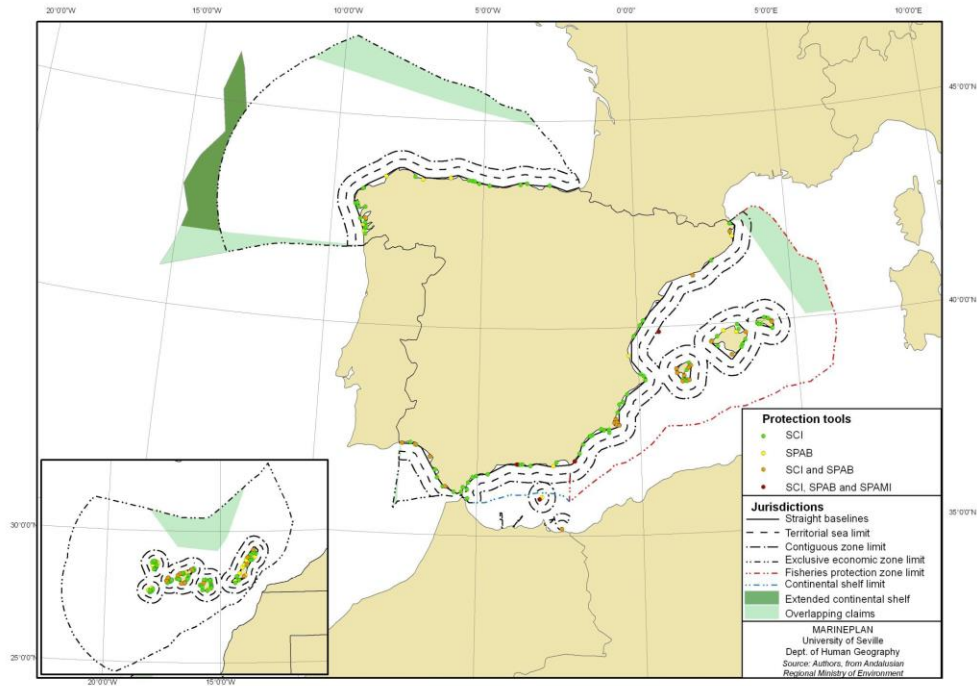 20°0'0"W
15°0'0"W
10°0'0"W
5°0'0"W
0°0'0"
5°0'0"E
10°0'0"E
45°0'0"N
40°0'0"N
35°0'0"N
30°0'0"N
25°0'0"N
20°0'0"W
15°0'0"W
Protection tools
SCI
SPAB
SCI and SPAB
SCI, SPAB and SPAMI
Jurisdictions
Straight baselines
Territorial sea limit
Contiguous zone limit
Exclusive economic zone limit
Fisheries protection zone limit
Continental shelf limit
Extended continental shelf
Overlapping claims
MARINEPLAN
University of Seville
Dept. of Human Geography
Source: Authors, from Andalusian
Regional Ministry of Environment